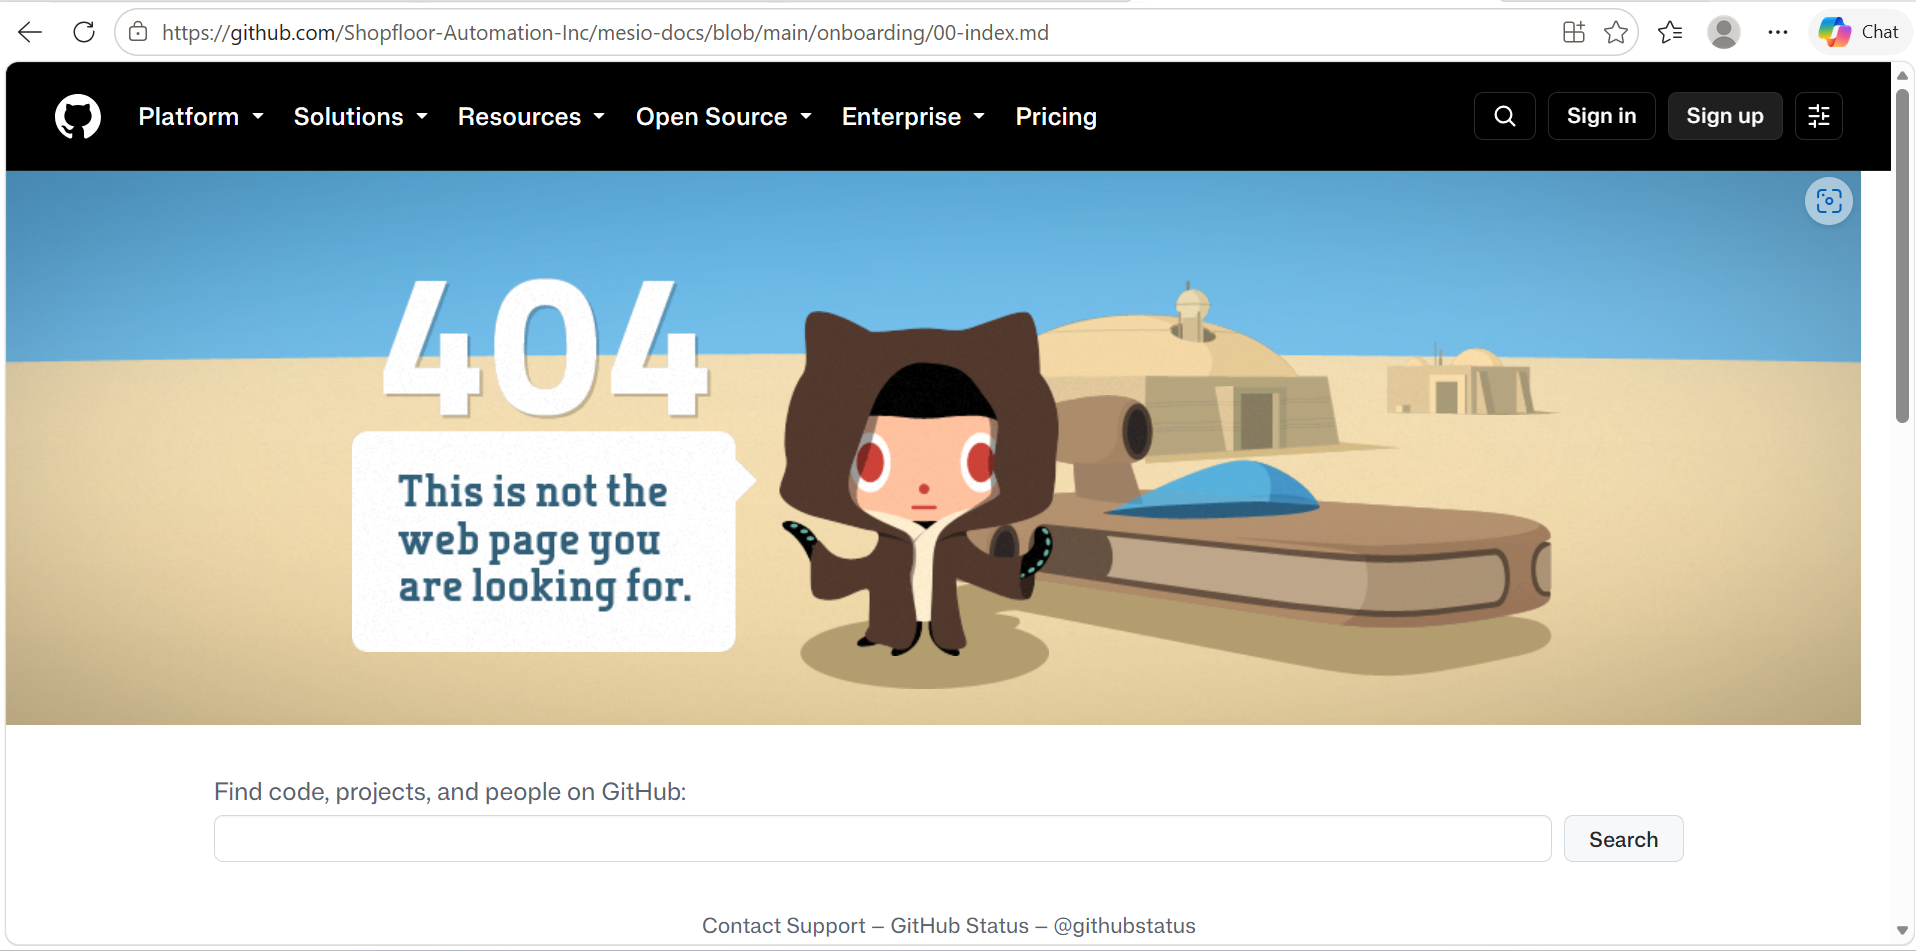 https://github.com/Shopfloor-Automation-Inc/mesio-docs/blob/main/onboarding/00-index.md
Chat
Platform
Solutions
Resources
Open Source
Enterprise
Pricing
Sign in
Sign up
404
This is not the
web page you
are looking for.
Find code, projects, and people on GitHub:
Search
Contact Support – GitHub Status – @githubstatus